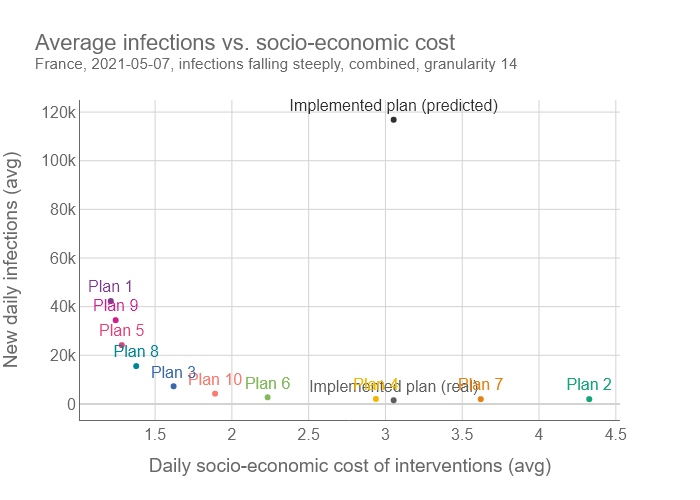 Average infections vs. socio-economic cost
France, 2021-05-07, infections falling steeply, combined, granularity 14
120k
Implemented plan (predicted)
100k
80k
60k
40k
20k
0
New daily infections (avg)
Plan 1
Plan 9
Plan 5
Plan 8
Plan 3
Plan 10
Plan 6
Implemented plan (real)
Plan 4
Plan 7
Plan 2
1.5
2
2.5
3
3.5
4
4.5
Daily socio-economic cost of interventions (avg)